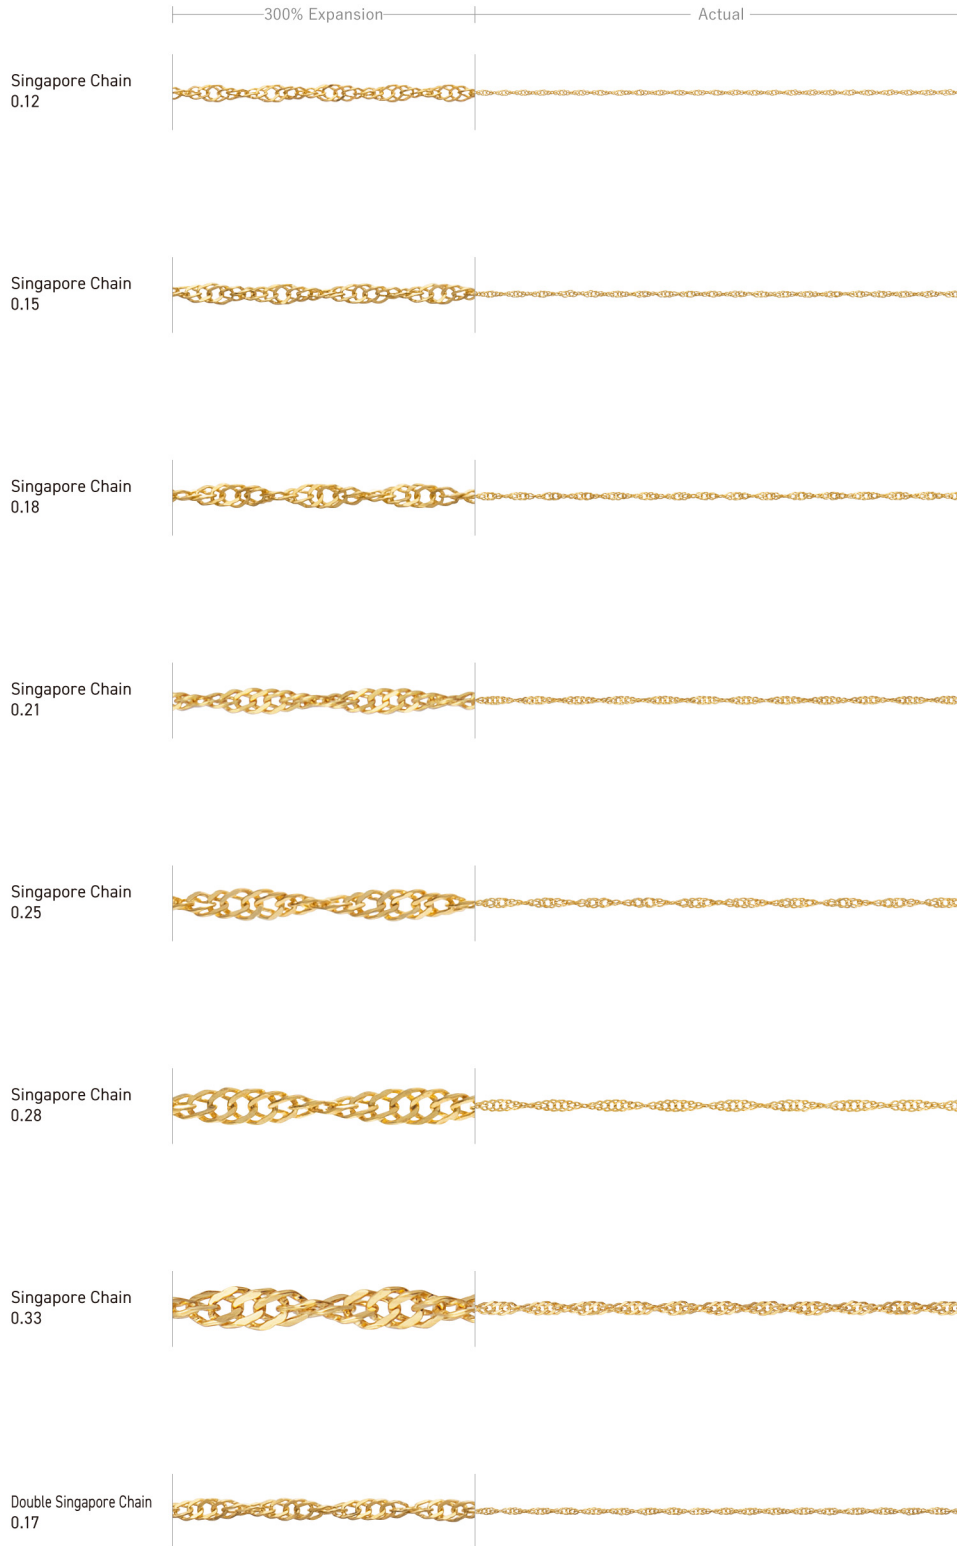 300% Expansion
Actual
Singapore Chain
0.12
Singapore Chain
0.15
Singapore Chain
0.18
Singapore Chain
0.21
Singapore Chain
0.25
Singapore Chain
0.28
Singapore Chain
0.33
Double Singapore Chain
0.17